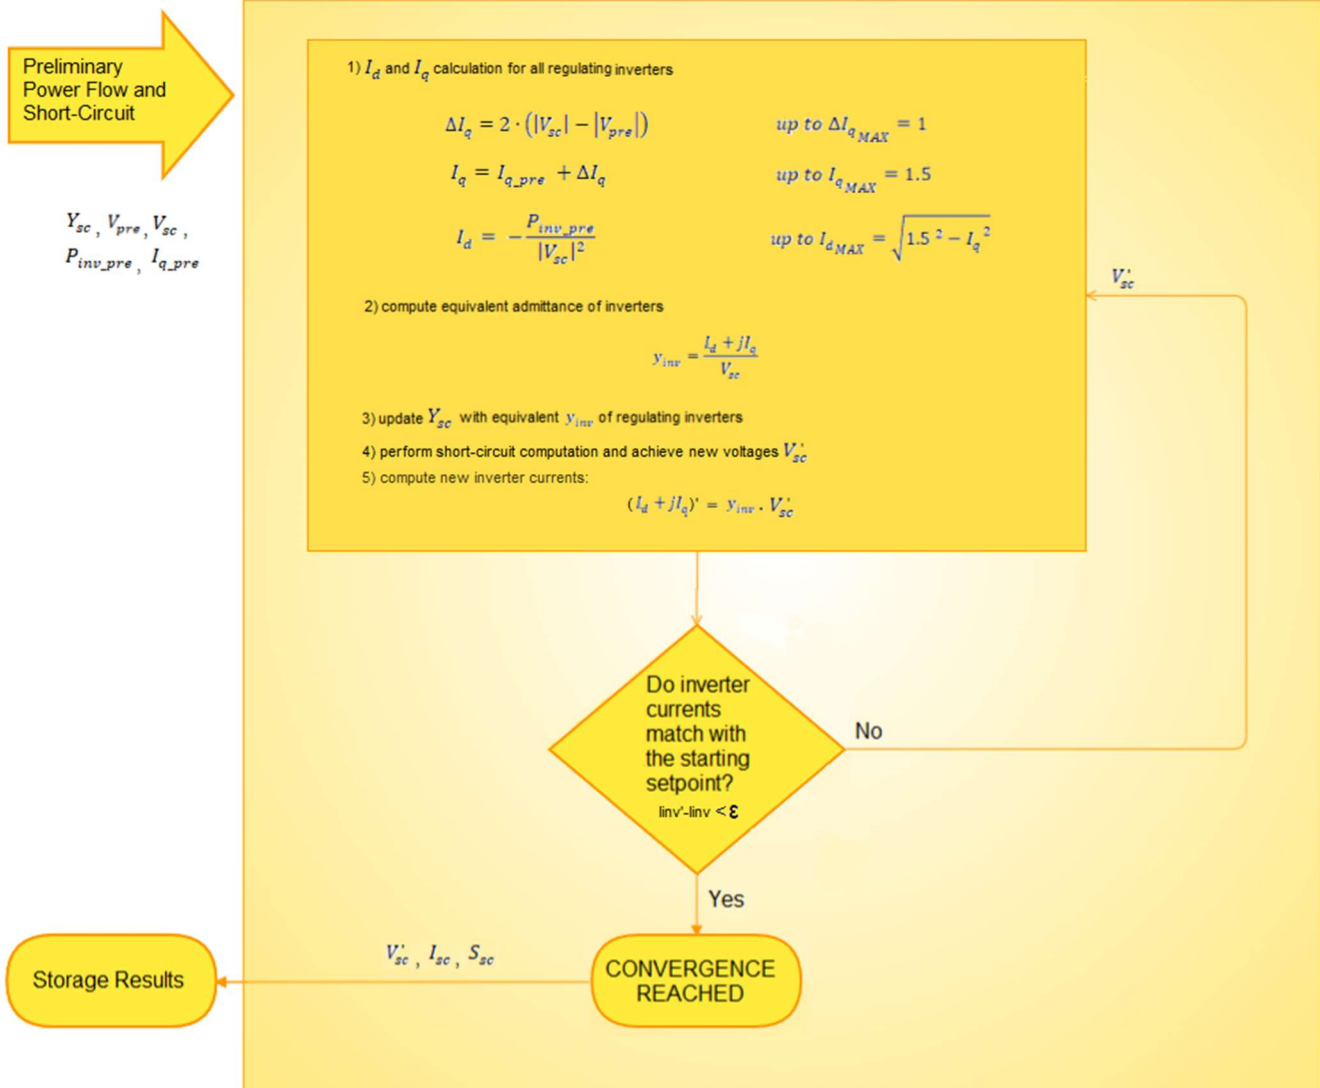 Preliminary
Power Flow and
Short-Circuit
Y_sc , V_pre , V_sc ,
P_inv_pre , I_q_pre
1) I_d and I_q calculation for all regulating inverters
ΔI_q = 2 · (|V_sc| − |V_pre|) up to ΔI_q_MAX = 1
I_q = I_q_pre + ΔI_q up to I_q_MAX = 1.5
I_d = − P_inv_pre / |V_sc|² up to I_d_MAX = √(1.5 ² − I_q ²)
2) compute equivalent admittance of inverters
y_inv = (I_d + jI_q) / V_sc
3) update Y_sc with equivalent y_inv of regulating inverters
4) perform short-circuit computation and achieve new voltages V'_sc
5) compute new inverter currents:
(I_d + jI_q)' = y_inv . V'_sc
V'_sc
Do inverter
currents
match with
the starting
setpoint?
Iinv'-Iinv < ε
No
Yes
CONVERGENCE
REACHED
V'_sc , I_sc , S_sc
Storage Results